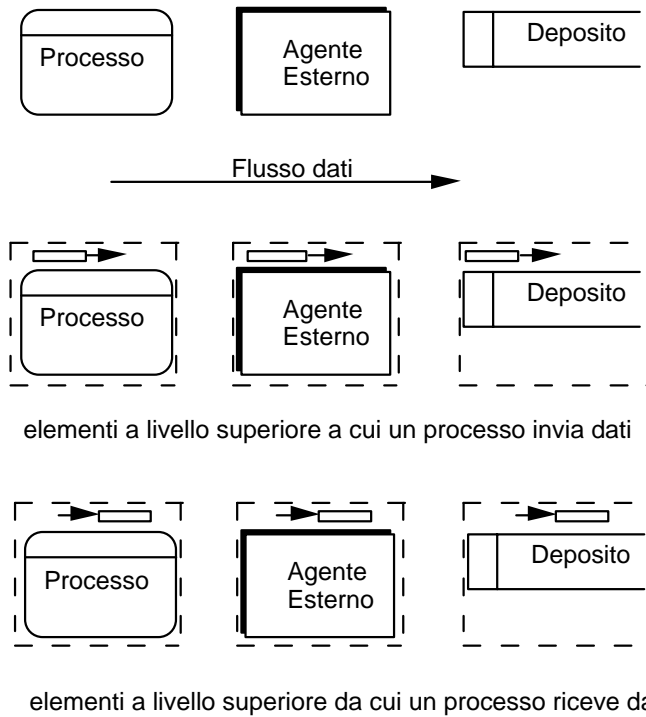 Processo
Agente
Esterno
Deposito
Flusso dati
Processo
Agente
Esterno
Deposito
elementi a livello superiore a cui un processo invia dati
Processo
Agente
Esterno
Deposito
elementi a livello superiore da cui un processo riceve da